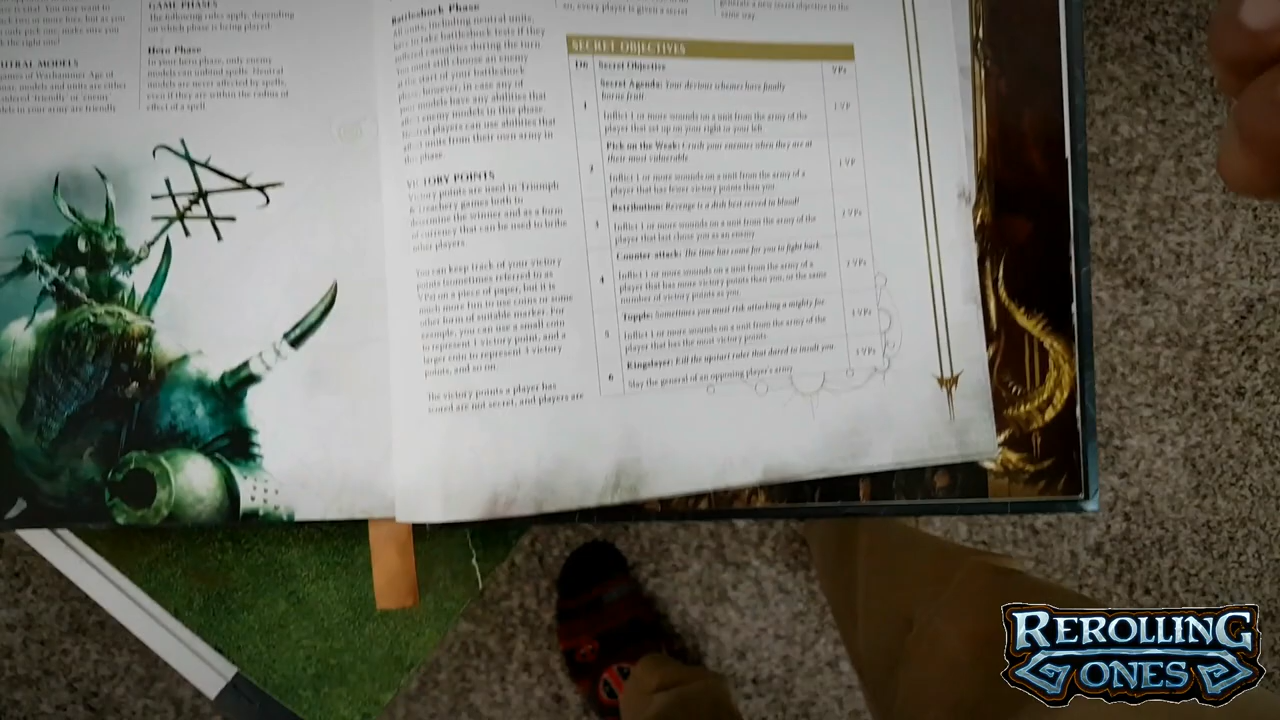 GAME PHASES
The following rules apply, depending
on which phase is being played
Hero Phase
In your hero phase, only enemy
models can unbind spells. Neutral
models are never affected by spells,
even if they are within the radius of
effect of a spell.
models and units are either
Battleshock Phase
All units, including neutral units,
have to take battleshock tests if they
suffered casualties during the turn.
You must still choose an enemy
at the start of your battleshock
phase, however, in case any of
your models have any abilities that
affect enemy models in this phase
players can use abilities that
units from their own army in
this phase.
VICTORY POINTS
Victory points are used in Triumph
& Treachery games both to
determine the winner and as a form
of currency that can be used to bribe
other players.
You can keep track of your victory
points (sometimes referred to as
VPs) on a piece of paper, but it is
much more fun to use coins or some
other form of suitable marker. For
example, you can use a small coin
to represent 1 victory point, and a
larger coin to represent 3 victory
points, and so on.
The victory points a player has
scored are not secret, and players are
so, every player is given a secret
generate a new secret objective in the
same way.
SECRET OBJECTIVES
D6 Secret Objective VPs
Secret Agenda: Your devious schemes have finally
borne fruit
1 1 VP
Inflict 1 or more wounds on a unit from the army of the
player that set up on your right or your left
Pick on the Weak: Crush your enemies when they are at
their most vulnerable
2 1 VP
Inflict 1 or more wounds on a unit from the army of a
player that has fewer victory points than you
Retribution: Revenge is a dish best served in blood!
3 2 VPs
Inflict 1 or more wounds on a unit from the army of the
player that last chose you as an enemy
Counter attack: The time has come for you to fight back.
4 2 VPs
Inflict 1 or more wounds on a unit from the army of a
player that has more victory points than you, or the same
number of victory points as you
Topple: Sometimes you must risk attacking a mighty foe
5 3 VPs
Inflict 1 or more wounds on a unit from the army of the
player that has the most victory points
Kingslayer: Kill the upstart ruler that dared to insult you.
6 3 VPs
Slay the general of an opposing player's army
REROLLING
ONES